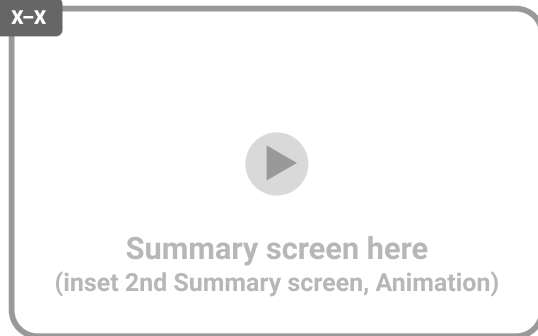 X–X
Summary screen here
(inset 2nd Summary screen, Animation)